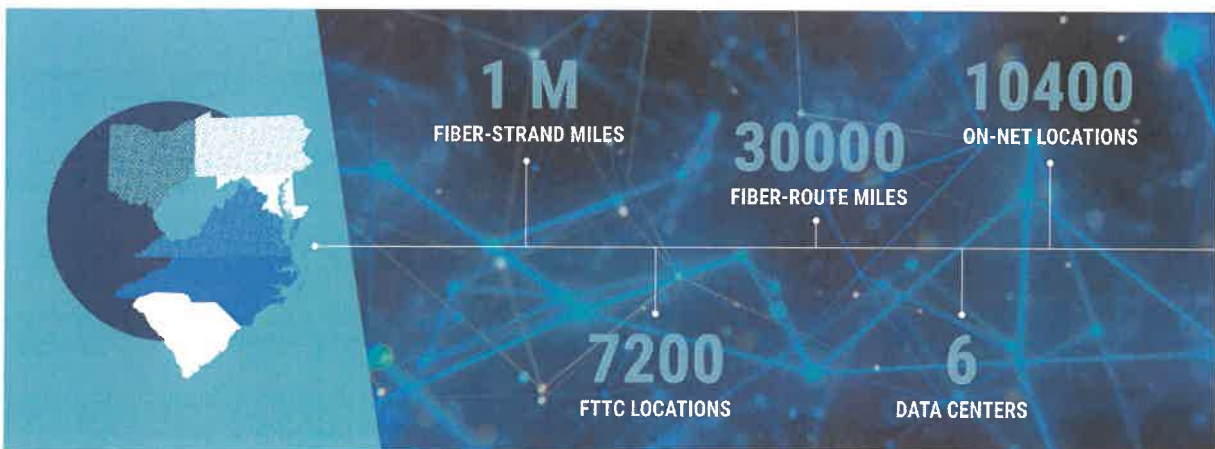 1 M
FIBER-STRAND MILES
7200
FTTC LOCATIONS
30000
FIBER-ROUTE MILES
6
DATA CENTERS
10400
ON-NET LOCATIONS